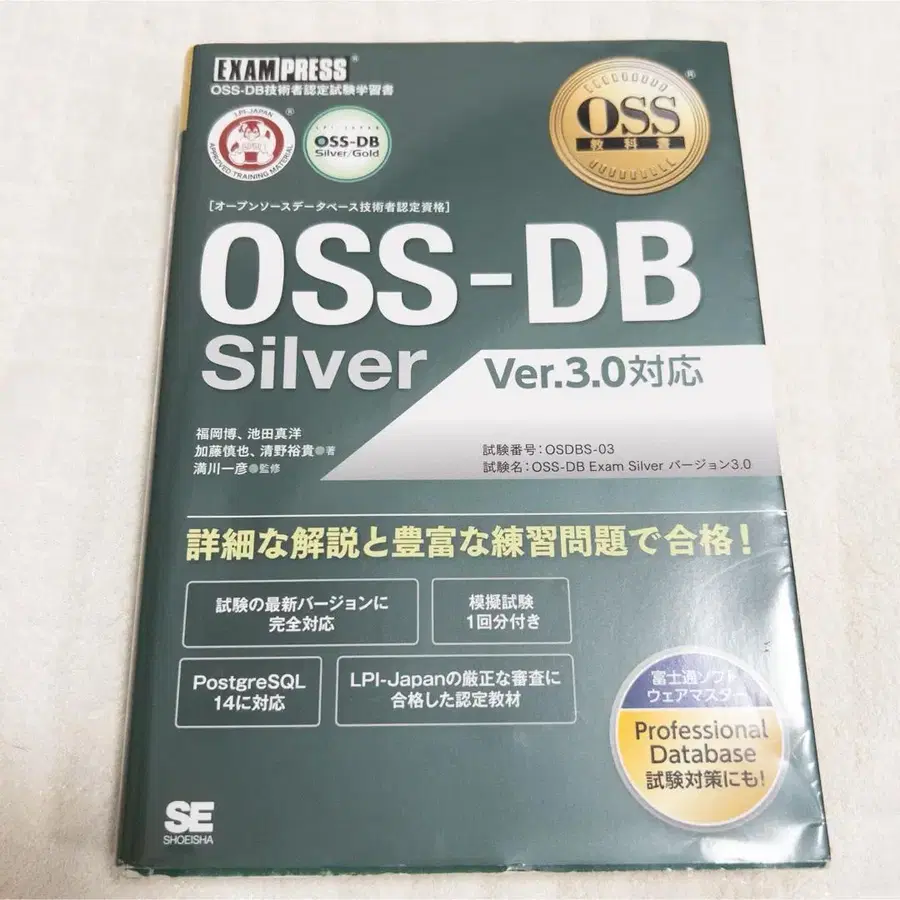 EXAMPRESS®
OSS-DB技術者認定試験学習書
LPI-JAPAN
APPROVED TRAINING MATERIAL
®
LPI JAPAN
OSS-DB
Silver/Gold
OSS
教科書
®
[オープンソースデータベース技術者認定資格]
OSS-DB
Silver
Ver.3.0対応
福岡博、池田真洋
加藤慎也、清野裕貴●著
満川一彦●監修
試験番号:OSDBS-03
試験名:OSS-DB Exam Silver バージョン3.0
詳細な解説と豊富な練習問題で合格!
試験の最新バージョンに
完全対応
模擬試験
1回分付き
PostgreSQL
14に対応
LPI-Japanの厳正な審査に
合格した認定教材
富士通ソフト
ウェアマスター
Professional
Database
試験対策にも!
SE
SHOEISHA